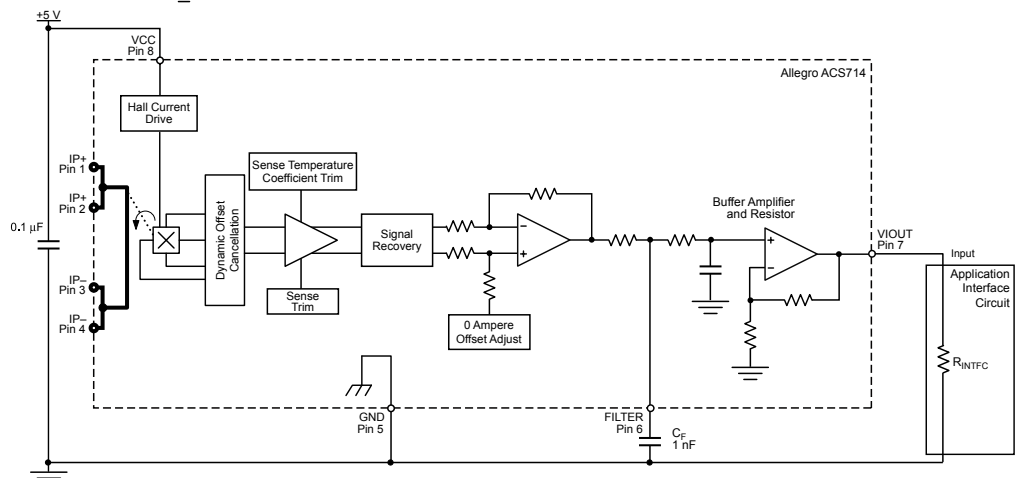 +5 V
VCC
Pin 8
Allegro ACS714
Hall Current
Drive
IP+
Pin 1
IP+
Pin 2
IP–
Pin 3
IP–
Pin 4
0.1 µF
Dynamic Offset
Cancellation
Sense Temperature
Coefficient Trim
Sense
Trim
Signal
Recovery
–
+
0 Ampere
Offset Adjust
Buffer Amplifier
and Resistor
+
–
VIOUT
Pin 7
Input
Application
Interface
Circuit
RINTFC
GND
Pin 5
FILTER
Pin 6
CF
1 nF